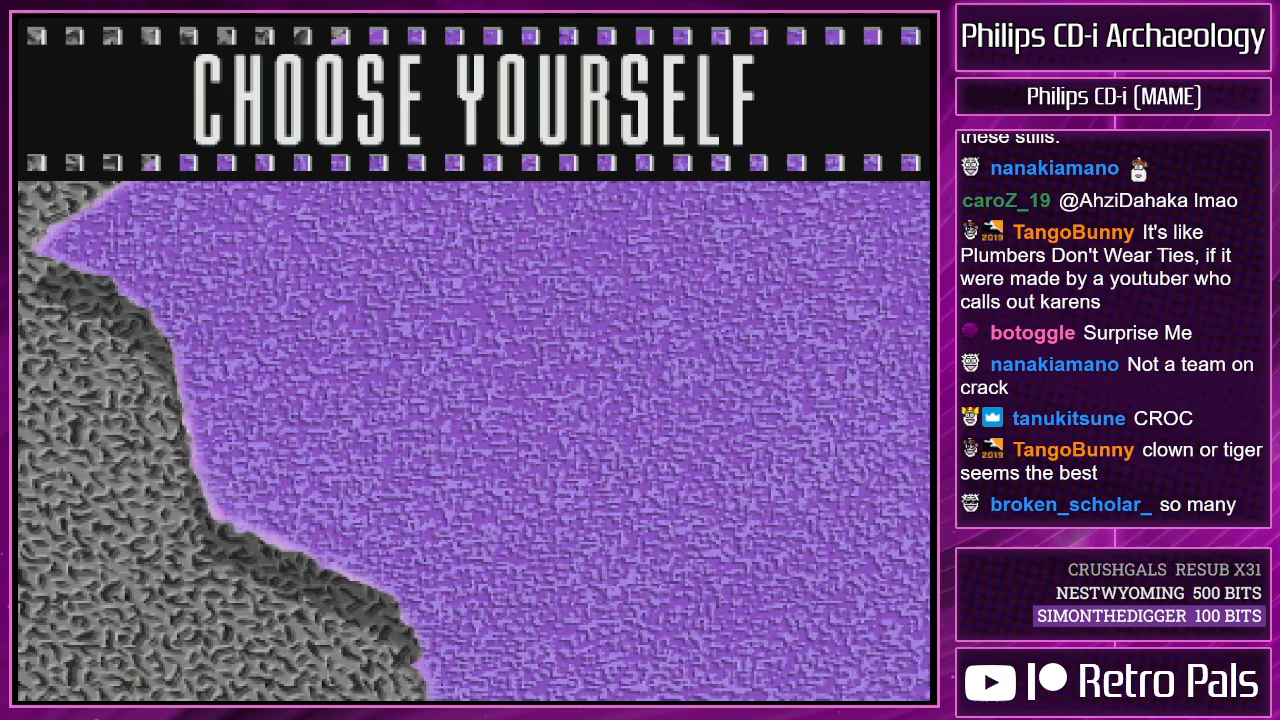 CHOOSE YOURSELF
Philips CD-i Archaeology
Philips CD-i (MAME)
these stills.
nanakiamano
caroZ_19 @AhziDahaka lmao
2019 TangoBunny It's like
Plumbers Don't Wear Ties, if it
were made by a youtuber who
calls out karens
botoggle Surprise Me
nanakiamano Not a team on
crack
tanukitsune CROC
2019 TangoBunny clown or tiger
seems the best
broken_scholar_ so many
CRUSHGALS RESUB X31
NESTWYOMING 500 BITS
SIMONTHEDIGGER 100 BITS
Retro Pals